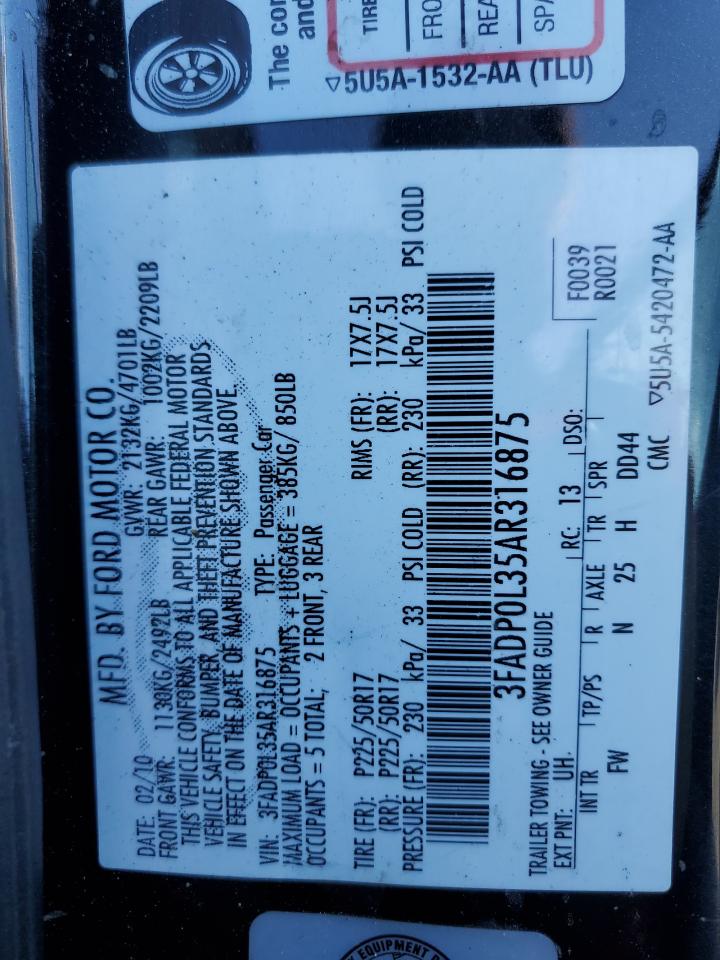 The con
and
TIRE
FRO
REA
SPA
5U5A-1532-AA (TLU)
MFD. BY FORD MOTOR CO.
DATE: 02/10 GVWR: 2132KG/4701LB
FRONT GAWR: 1130KG/2492LB REAR GAWR: 1002KG/2209LB
THIS VEHICLE CONFORMS TO ALL APPLICABLE FEDERAL MOTOR
VEHICLE SAFETY, BUMPER, AND THEFT PREVENTION STANDARDS
IN EFFECT ON THE DATE OF MANUFACTURE SHOWN ABOVE.
VIN: 3FADP0L35AR316875 TYPE: Passenger Car
MAXIMUM LOAD = OCCUPANTS + LUGGAGE = 385KG/ 850LB
OCCUPANTS = 5 TOTAL; 2 FRONT, 3 REAR
TIRE (FR): P225/50R17 RIMS (FR): 17X7.5J
(RR): P225/50R17 (RR): 17X7.5J
PRESSURE (FR): 230 kPa/ 33 PSI COLD (RR): 230 kPa/ 33 PSI COLD
3FADP0L35AR316875
TRAILER TOWING - SEE OWNER GUIDE
EXT PNT: UH RC: 13 DSO: F0039
R0021
INT TR TP/PS R AXLE TR SPR
FW N 25 H DD44
CMC 5U5A-5420472-AA
EQUIPMENT